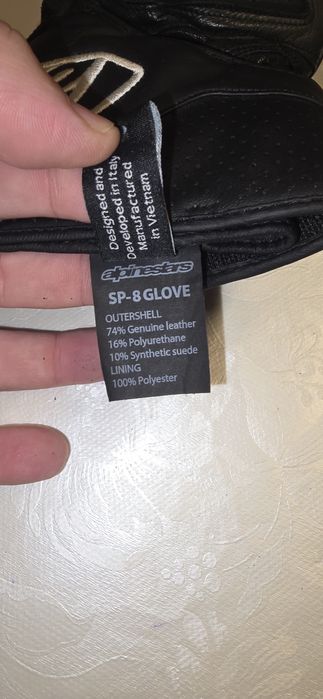 Designed and
Developed in Italy
Manufactured
in Vietnam
alpinestars
SP-8 GLOVE
OUTERSHELL
74% Genuine leather
16% Polyurethane
10% Synthetic suede
LINING
100% Polyester